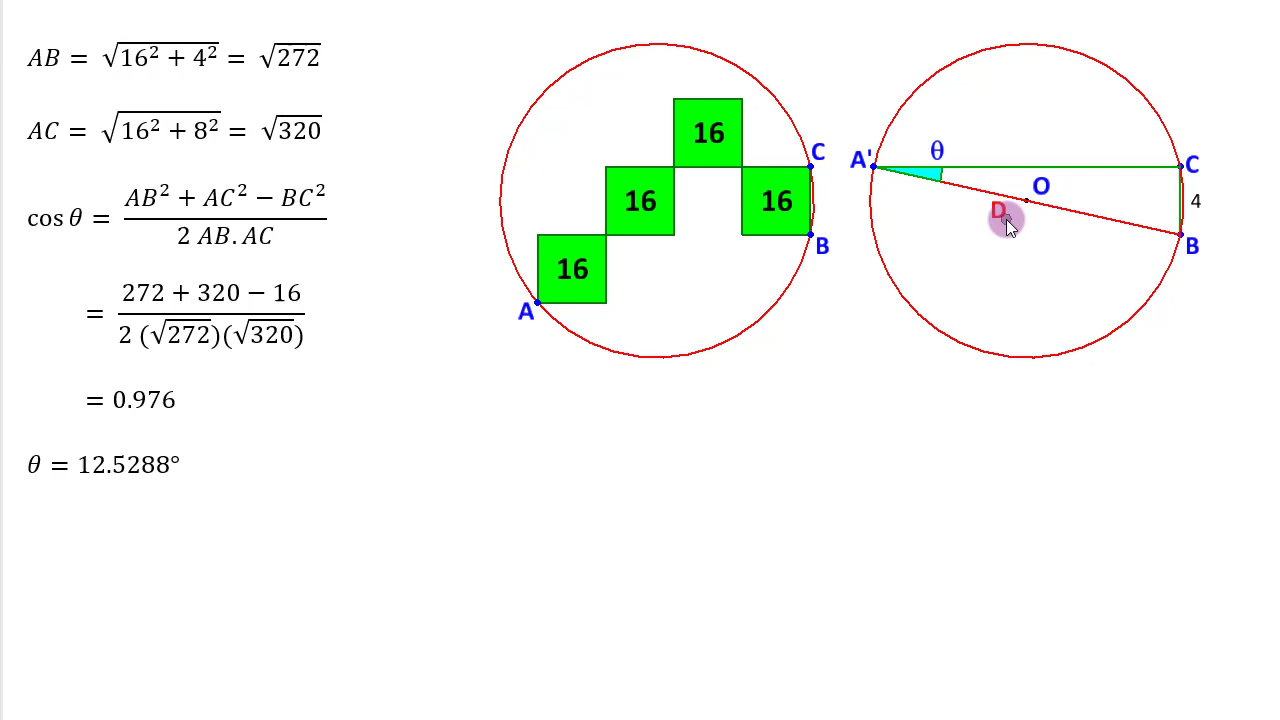 AB = √(16² + 4²) = √272
AC = √(16² + 8²) = √320
cos θ = (AB² + AC² − BC²) / (2 AB. AC)
= (272 + 320 − 16) / (2 (√272)(√320))
= 0.976
θ = 12.5288°
16
C
16
16
B
16
A
A'
θ
C
O
D
4
B